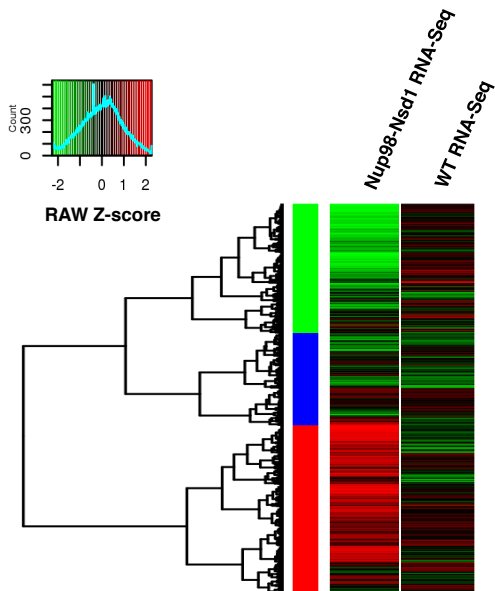 Nup98-Nsd1 RNA-Seq
WT RNA-Seq
Count
0 300
-2 0 1 2
RAW Z-score